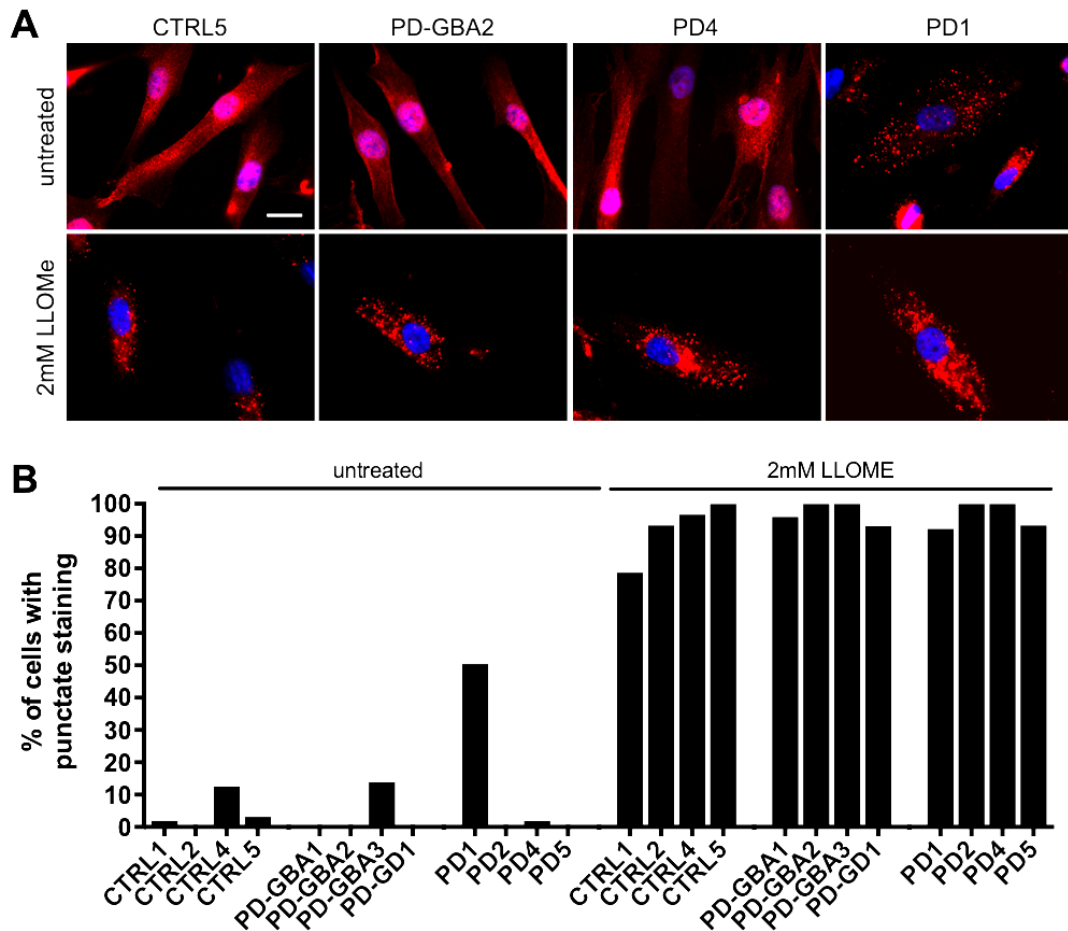 A
CTRL5 PD-GBA2 PD4 PD1
untreated
2mM LLOMe
B
untreated 2mM LLOME
% of cells with
punctate staining
100
90
80
70
60
50
40
30
20
10
0
CTRL1 CTRL2 CTRL4 CTRL5 PD-GBA1 PD-GBA2 PD-GBA3 PD-GD1 PD1 PD2 PD4 PD5 CTRL1 CTRL2 CTRL4 CTRL5 PD-GBA1 PD-GBA2 PD-GBA3 PD-GD1 PD1 PD2 PD4 PD5